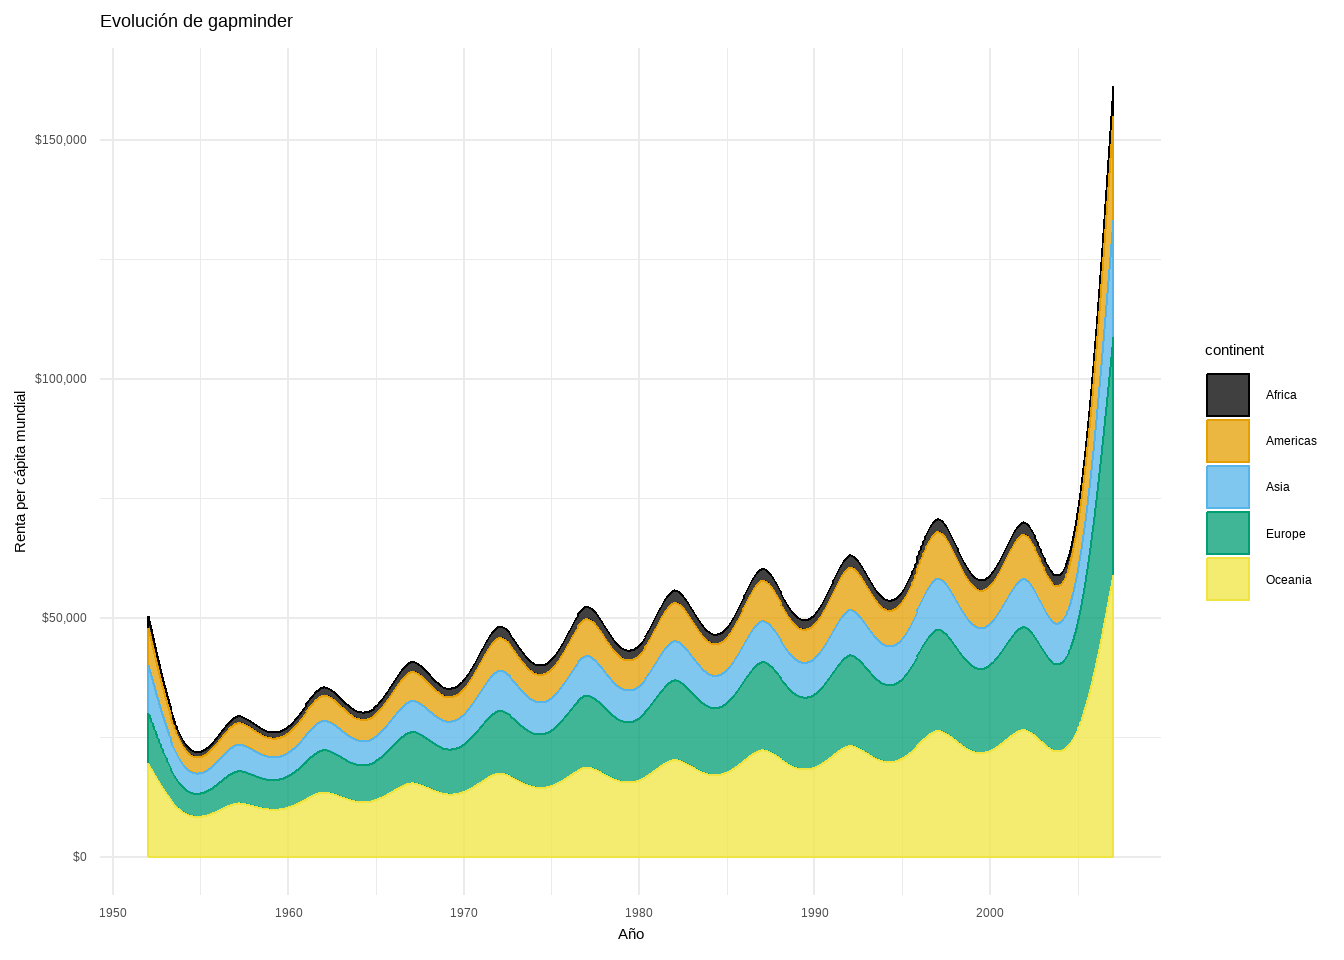 Evolución de gapminder
Renta per cápita mundial
$150,000
$100,000
$50,000
$0
1950
1960
1970
1980
1990
2000
Año
continent
Africa
Americas
Asia
Europe
Oceania